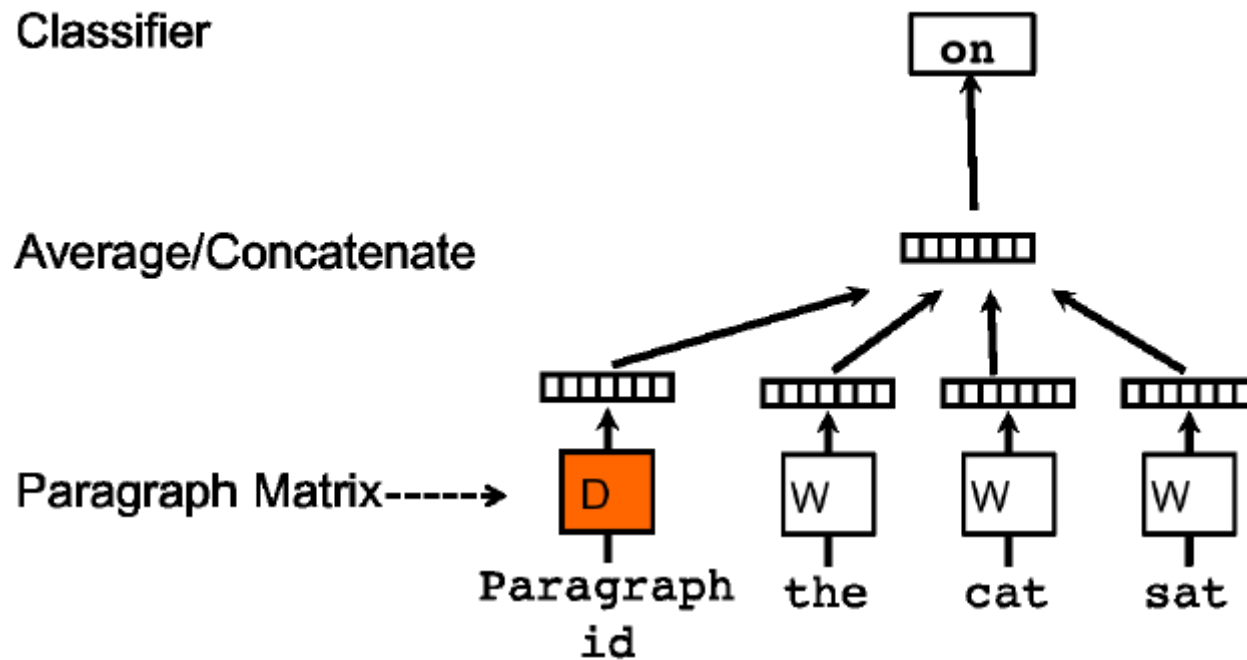 Classifier
on
Average/Concatenate
Paragraph Matrix
D
W
W
W
Paragraph
id
the
cat
sat